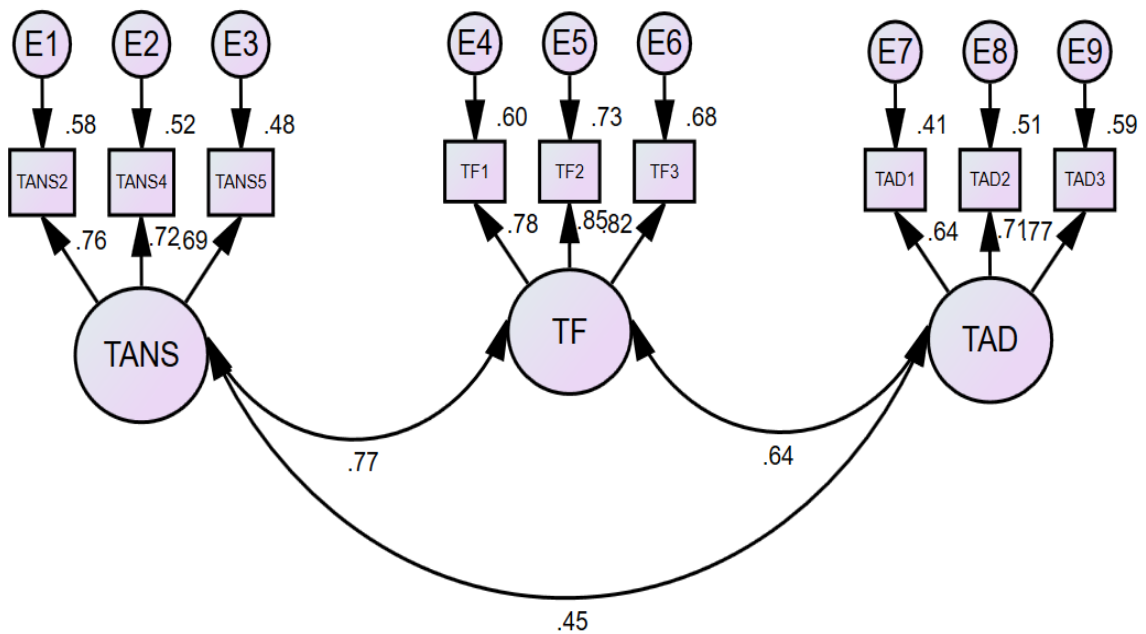 E1 E2 E3 E4 E5 E6 E7 E8 E9
.58 .52 .48 .60 .73 .68 .41 .51 .59
TANS2 TANS4 TANS5 TF1 TF2 TF3 TAD1 TAD2 TAD3
.76 .72 .69 .78 .85 .82 .64 .71 .77
TANS TF TAD
.77 .64
.45